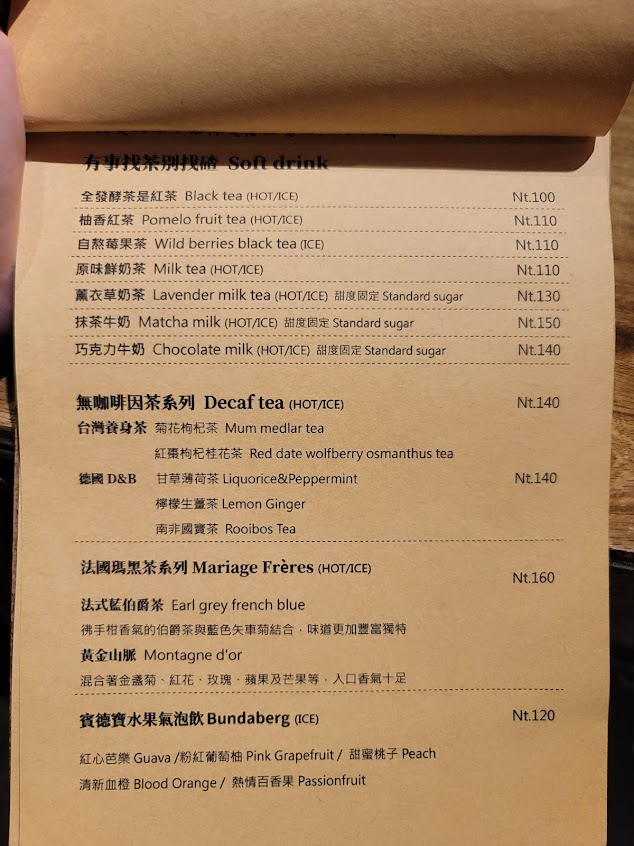 有事找茶別找碴 Soft drink
全發酵茶是紅茶 Black tea (HOT/ICE) Nt.100
柚香紅茶 Pomelo fruit tea (HOT/ICE) Nt.110
自熬莓果茶 Wild berries black tea (ICE) Nt.110
原味鮮奶茶 Milk tea (HOT/ICE) Nt.110
薰衣草奶茶 Lavender milk tea (HOT/ICE) 甜度固定 Standard sugar Nt.130
抹茶牛奶 Matcha milk (HOT/ICE) 甜度固定 Standard sugar Nt.150
巧克力牛奶 Chocolate milk (HOT/ICE) 甜度固定 Standard sugar Nt.140
無咖啡因茶系列 Decaf tea (HOT/ICE) Nt.140
台灣養身茶 菊花枸杞茶 Mum medlar tea
紅棗枸杞桂花茶 Red date wolfberry osmanthus tea
德國 D&B 甘草薄荷茶 Liquorice&Peppermint Nt.140
檸檬生薑茶 Lemon Ginger
南非國寶茶 Rooibos Tea
法國瑪黑茶系列 Mariage Frères (HOT/ICE) Nt.160
法式藍伯爵茶 Earl grey french blue
彿手柑香氣的伯爵茶與藍色矢車菊結合，味道更加豐富獨特
黃金山脈 Montagne d'or
混合著金盞菊、紅花、玫瑰、蘋果及芒果等，入口香氣十足
賓德寶水果氣泡飲 Bundaberg (ICE) Nt.120
紅心芭樂 Guava /粉紅葡萄柚 Pink Grapefruit / 甜蜜桃子 Peach
清新血橙 Blood Orange / 熱情百香果 Passionfruit